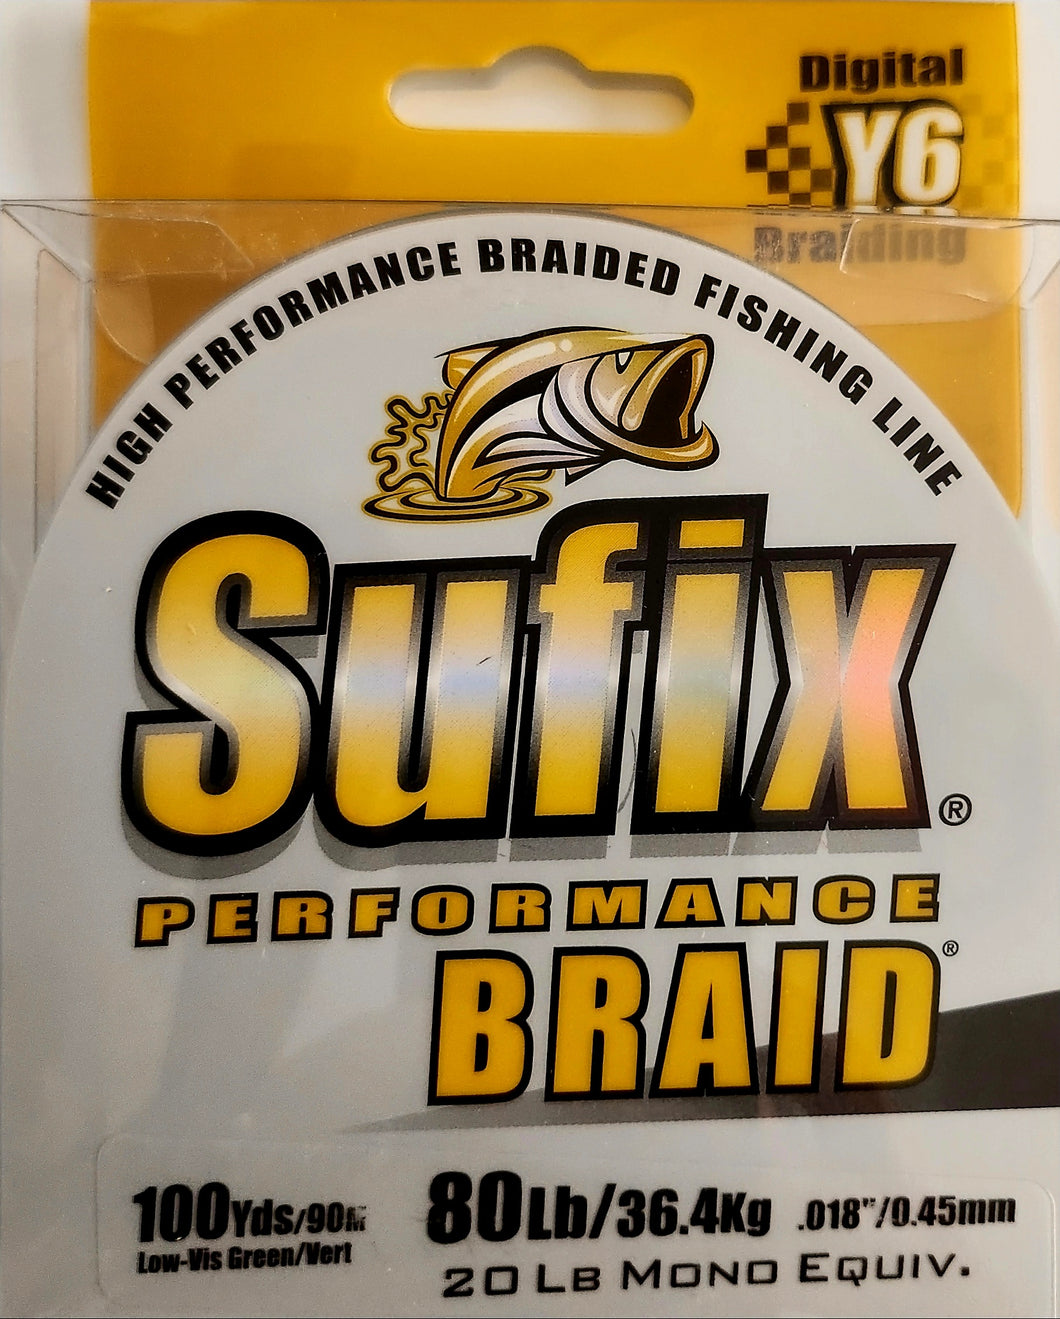 Digital
Y6
Braiding
HIGH PERFORMANCE BRAIDED FISHING LINE
Sufix®
PERFORMANCE
BRAID®
100Yds/90M 80Lb/36.4Kg .018"/0.45mm
Low-Vis Green/Vert
20 LB MONO EQUIV.